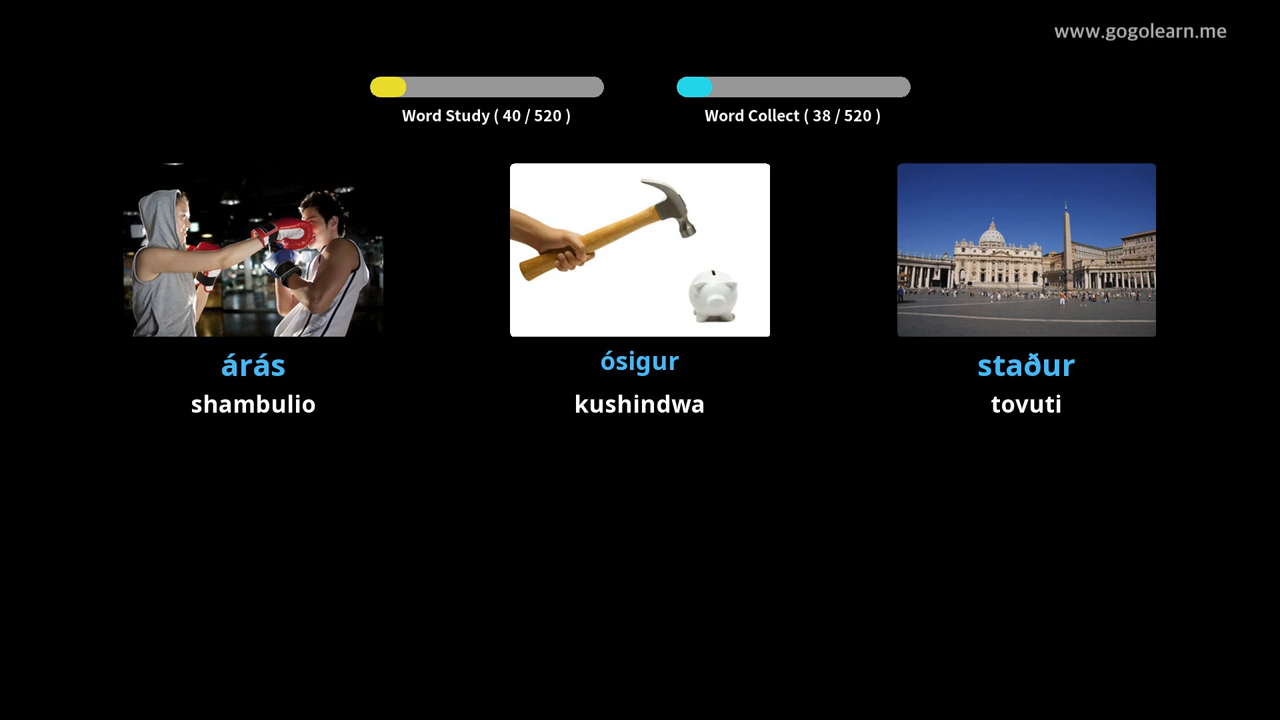 www.gogolearn.me
Word Study ( 40 / 520 )
Word Collect ( 38 / 520 )
árás
ósigur
staður
shambulio
kushindwa
tovuti